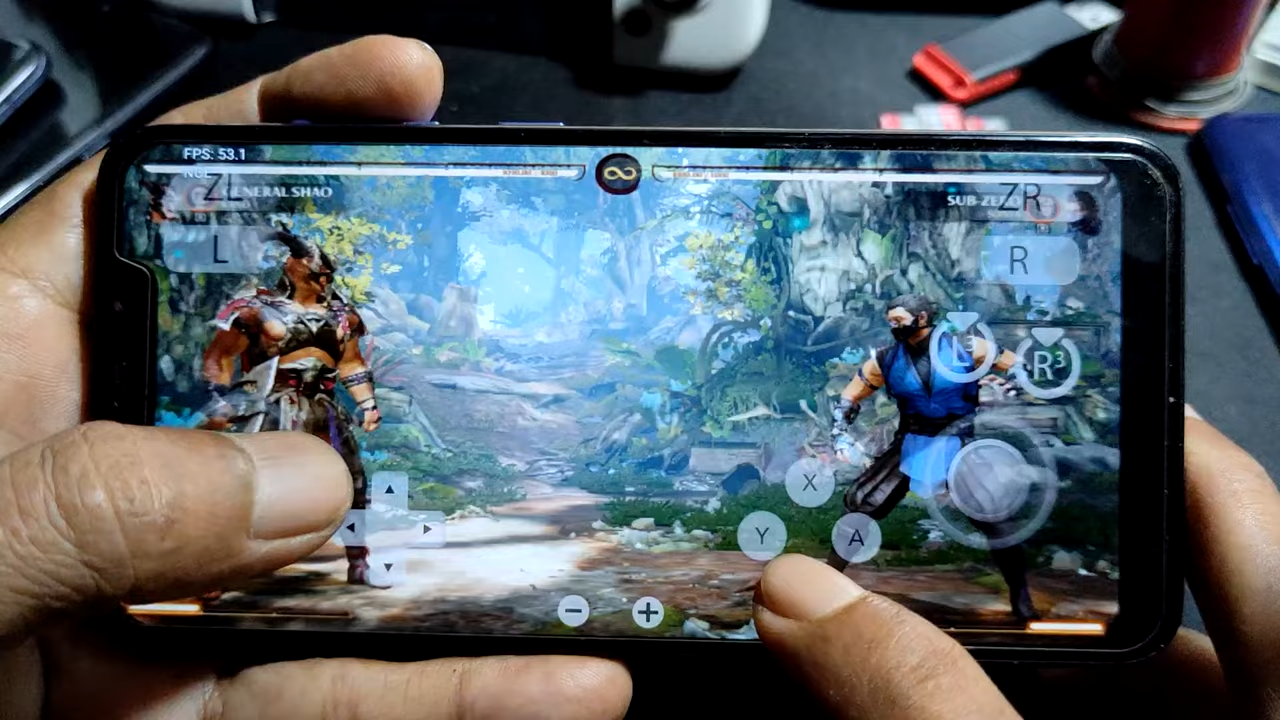 FPS: 53.1
ZL
GENERAL SHAO
SUB-ZERO
ZR
L
R
L3
R3
X
Y
A